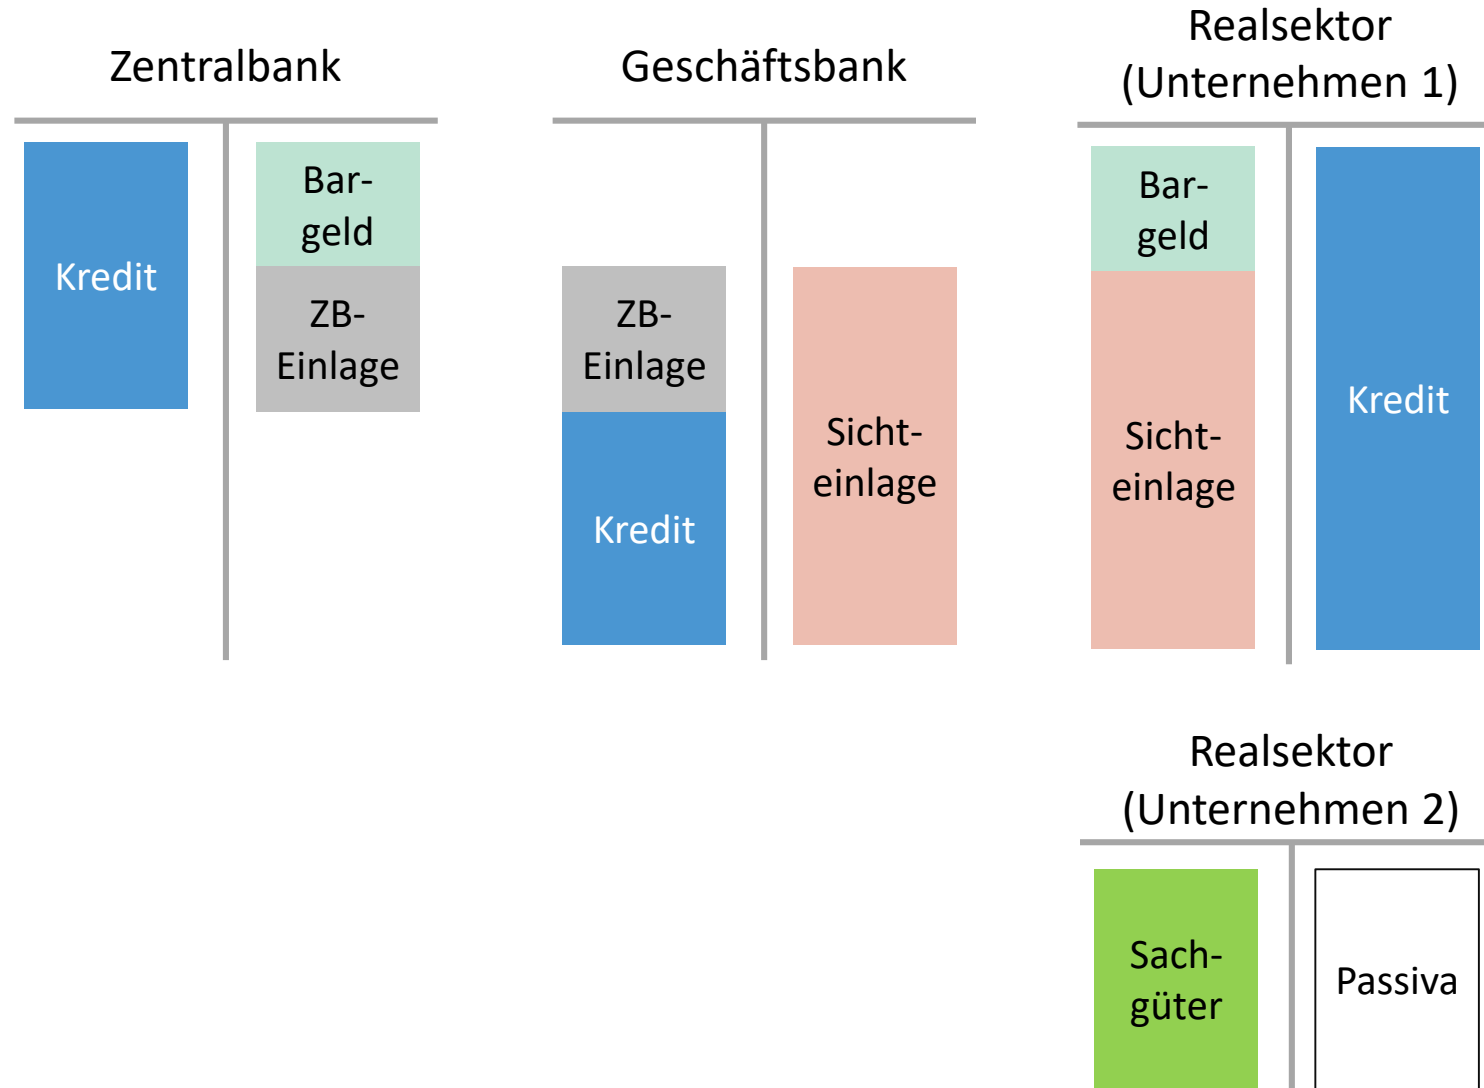 Zentralbank
Geschäftsbank
Realsektor
(Unternehmen 1)
Kredit
Bar-
geld
ZB-
Einlage
ZB-
Einlage
Kredit
Sicht-
einlage
Bar-
geld
Sicht-
einlage
Kredit
Realsektor
(Unternehmen 2)
Sach-
güter
Passiva